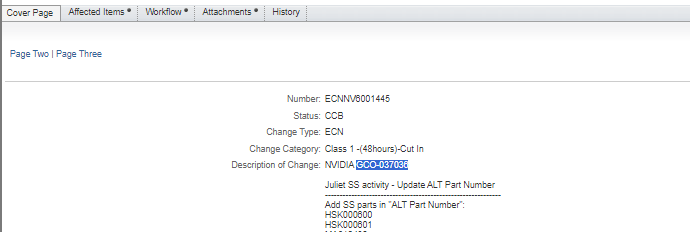 Cover Page Affected Items • Workflow • Attachments • History
Page Two | Page Three
Number: ECNNV6001445
Status: CCB
Change Type: ECN
Change Category: Class 1 -(48hours)-Cut In
Description of Change: NVIDIA GCO-037036
Juliet SS activity - Update ALT Part Number
------------------------------------------------------------
Add SS parts in "ALT Part Number":
HSK000600
HSK000601